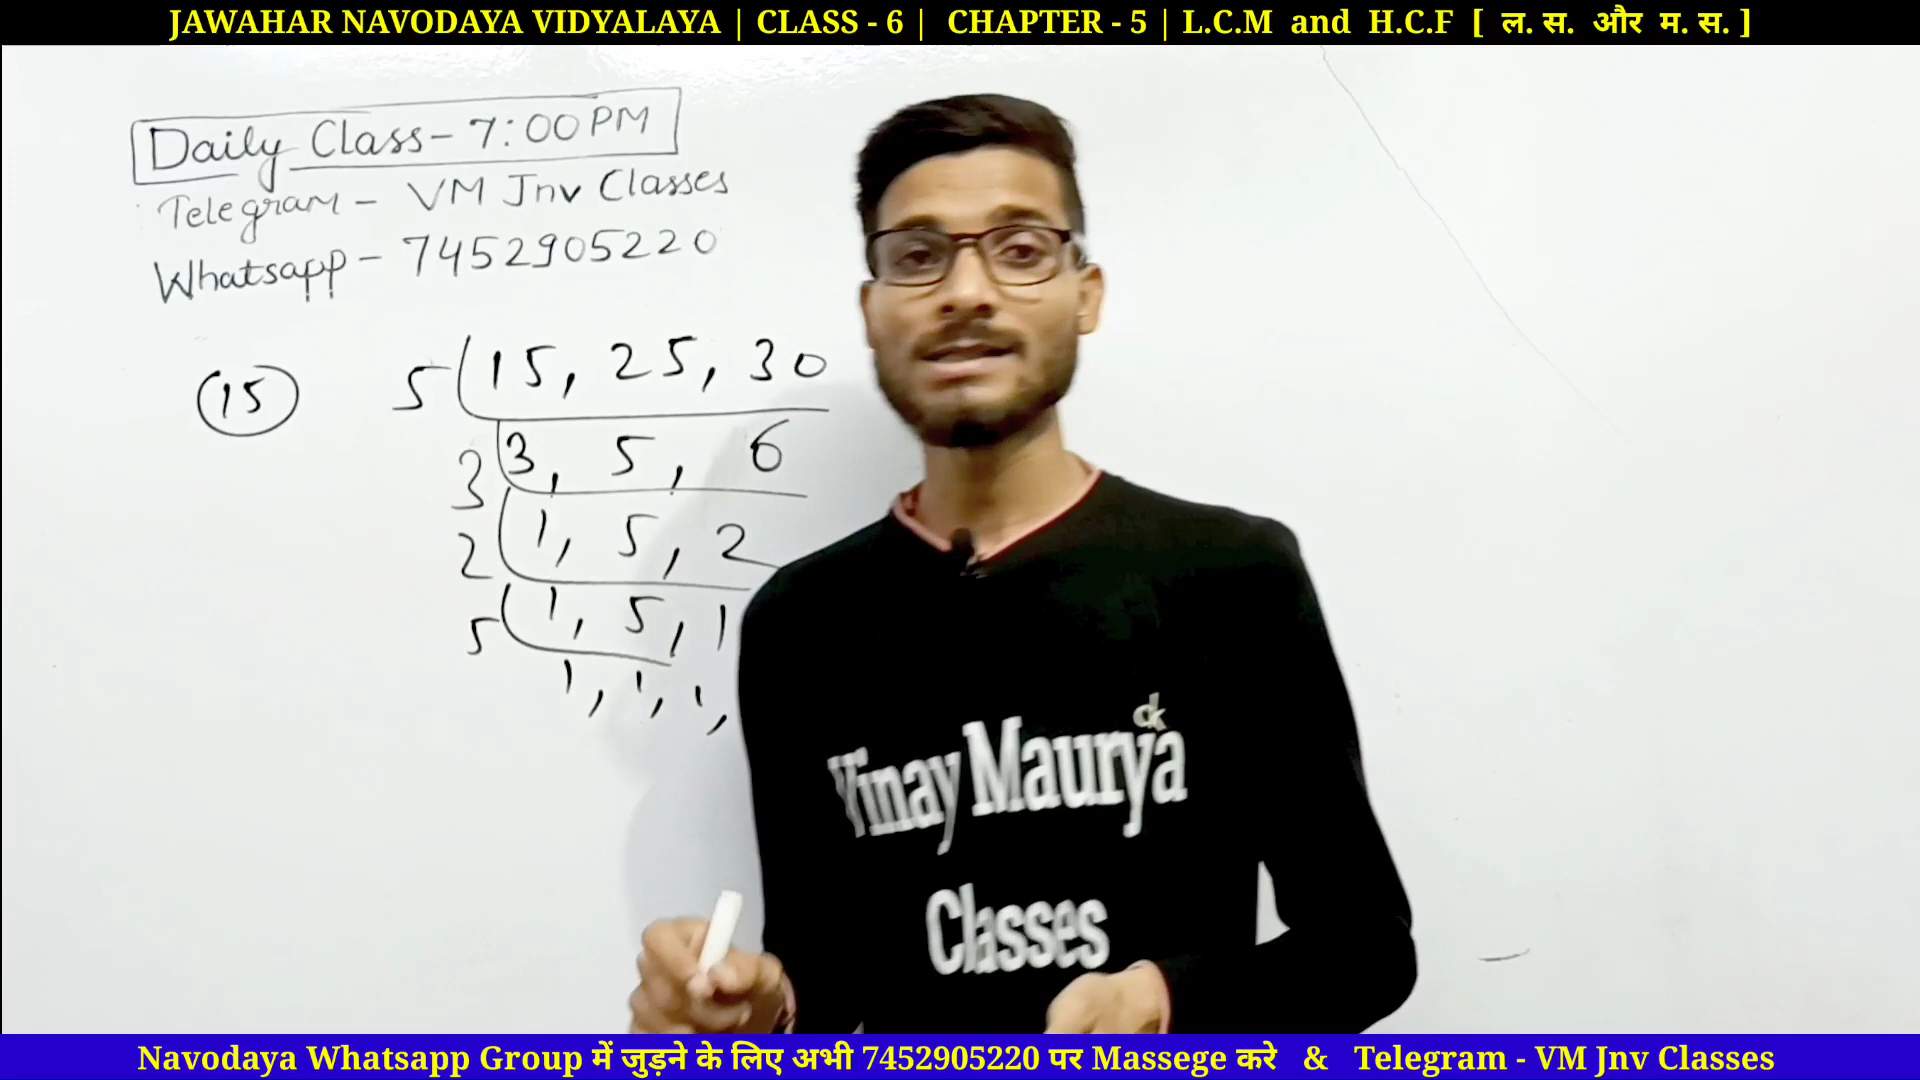 JAWAHAR NAVODAYA VIDYALAYA | CLASS - 6 | CHAPTER - 5 | L.C.M and H.C.F [ ल. स. और म. स. ]
Daily Class - 7:00 PM
Telegram - VM Jnv Classes
Whatsapp - 7452905220
(15) 5 15, 25, 30
3 3, 5, 6
2 1, 5, 2
5 1, 5, 1
1, 1, 1,
Vinay Maurya
Classes
Navodaya Whatsapp Group में जुड़ने के लिए अभी 7452905220 पर Massege करे & Telegram - VM Jnv Classes